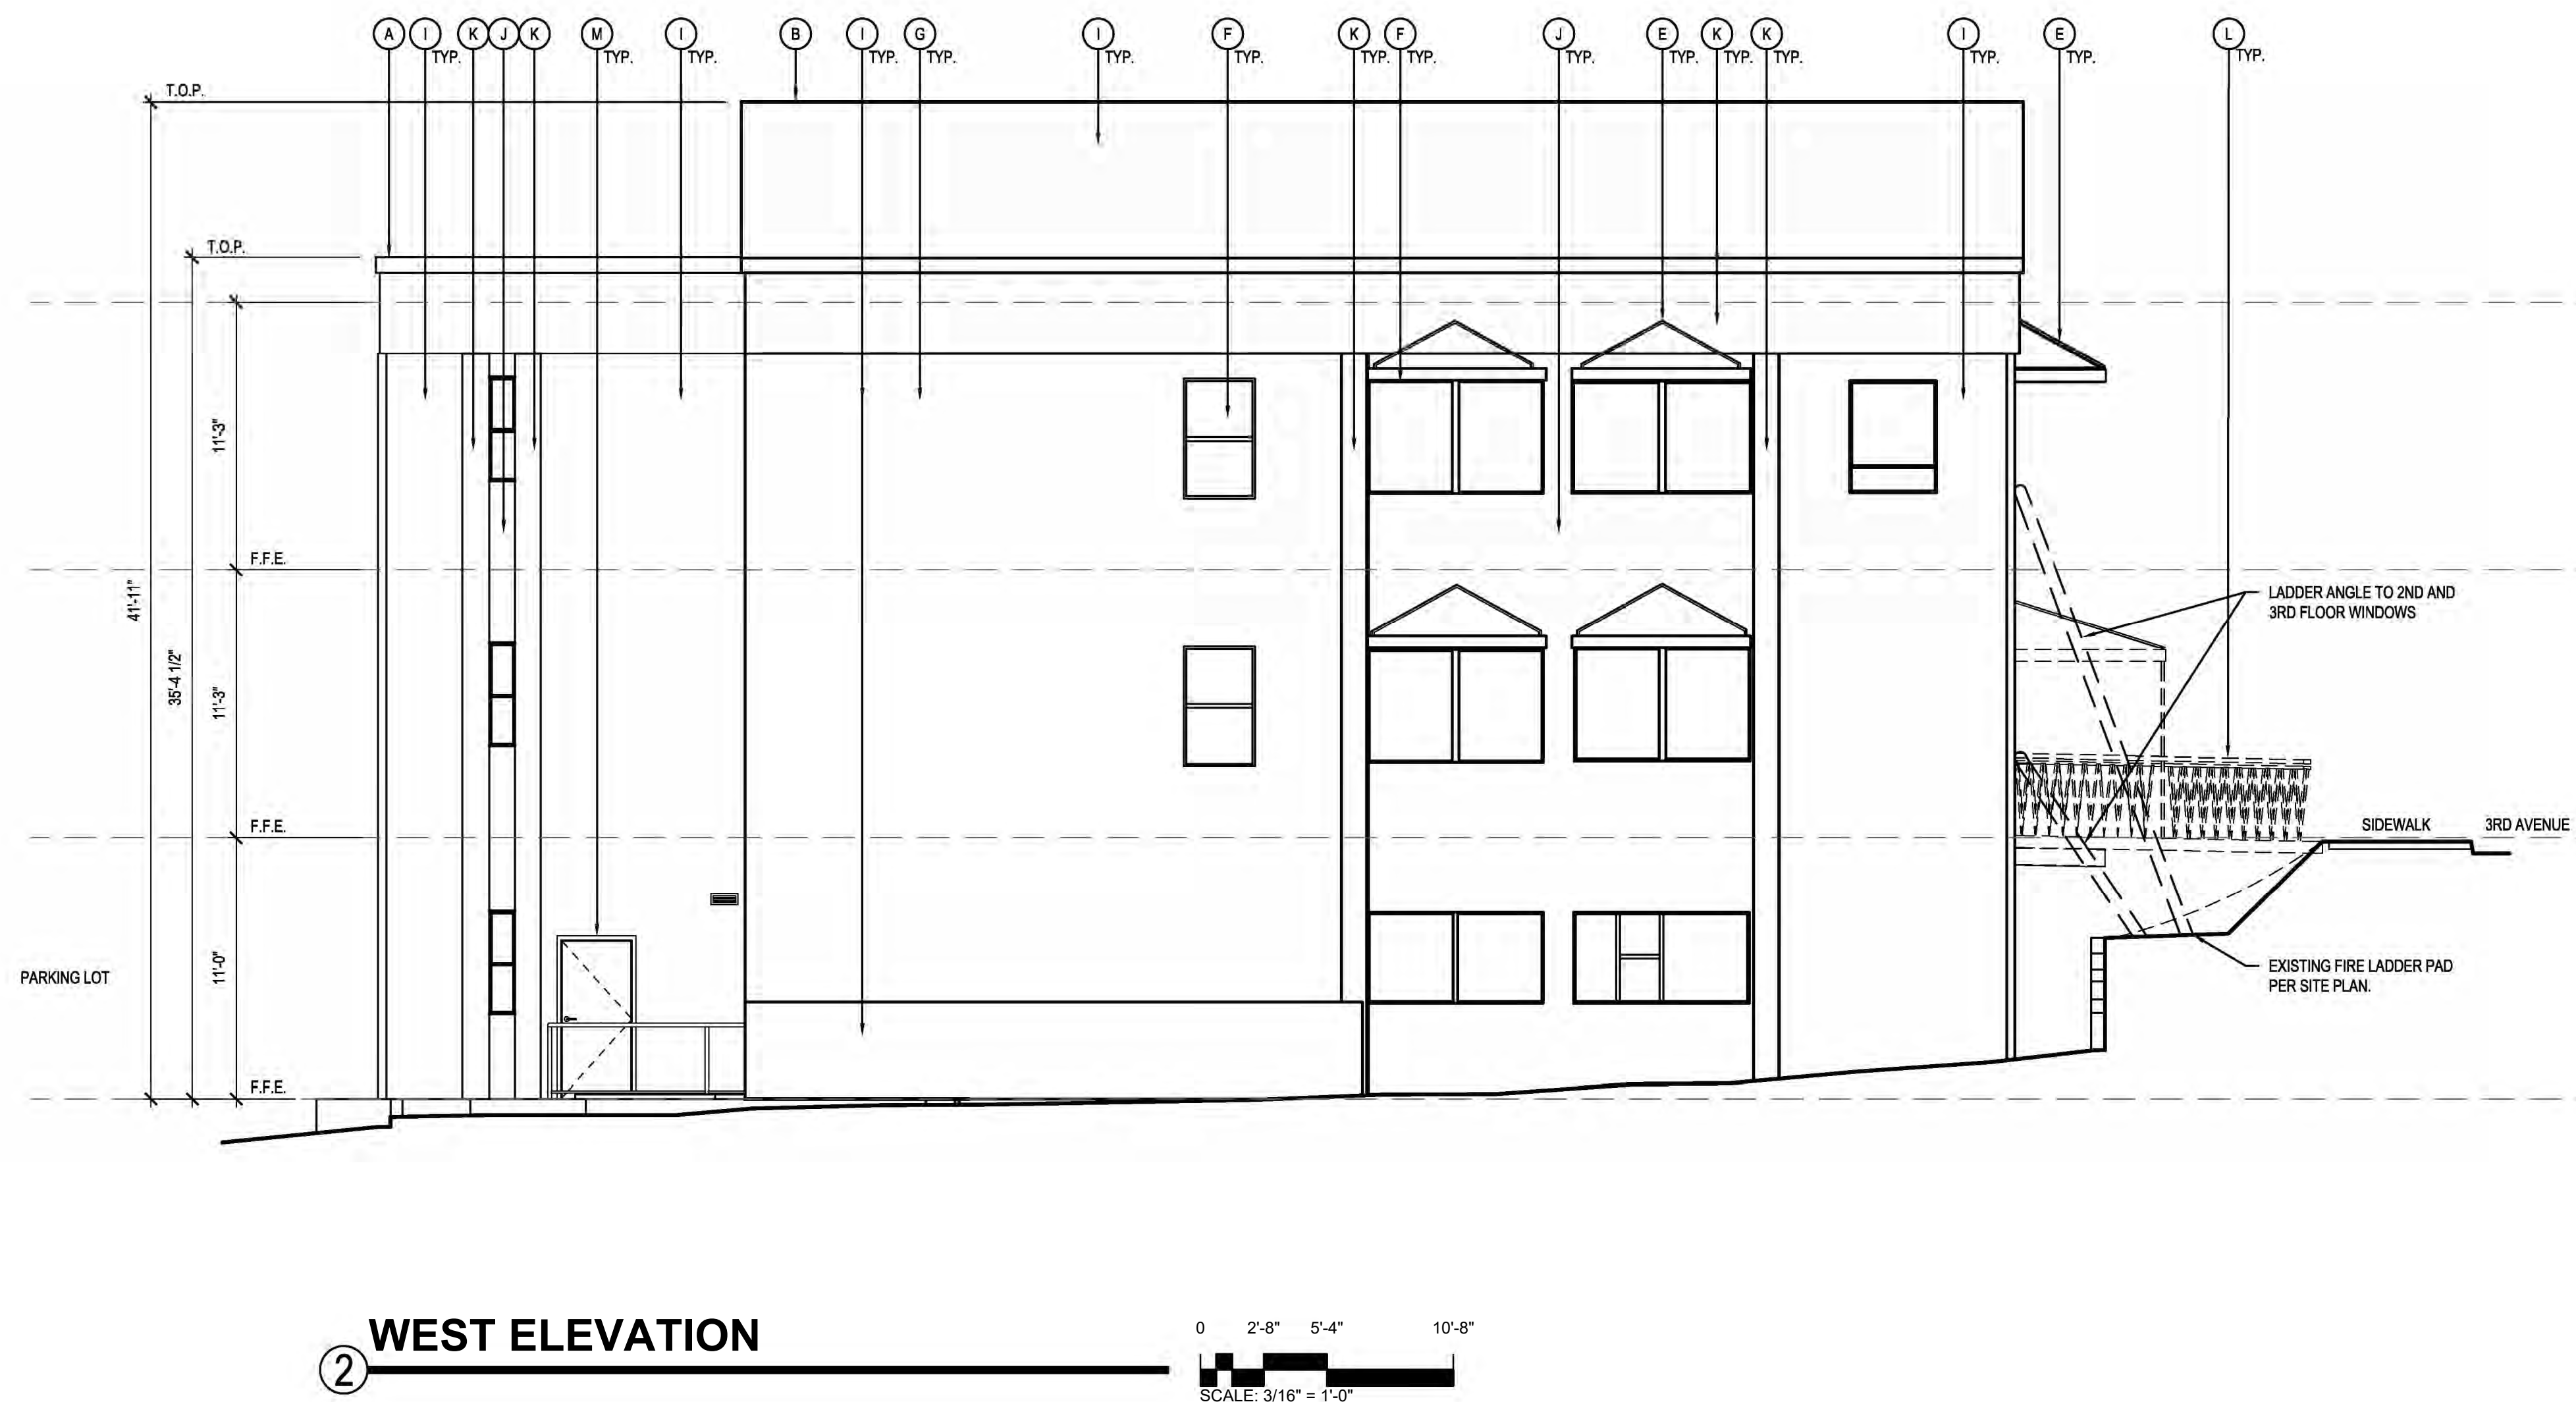 A I K J K M I B I G I F K F J E K K I E L
TYP. TYP. TYP. TYP. TYP. TYP. TYP. TYP. TYP. TYP. TYP. TYP. TYP. TYP. TYP. TYP.
T.O.P.
T.O.P.
11'-3"
F.F.E.
41'-11"
35'-4 1/2"
11'-3"
LADDER ANGLE TO 2ND AND
3RD FLOOR WINDOWS
F.F.E.
SIDEWALK
3RD AVENUE
PARKING LOT
11'-0"
EXISTING FIRE LADDER PAD
PER SITE PLAN.
F.F.E.
2
WEST ELEVATION
0 2'-8" 5'-4" 10'-8"
SCALE: 3/16" = 1'-0"